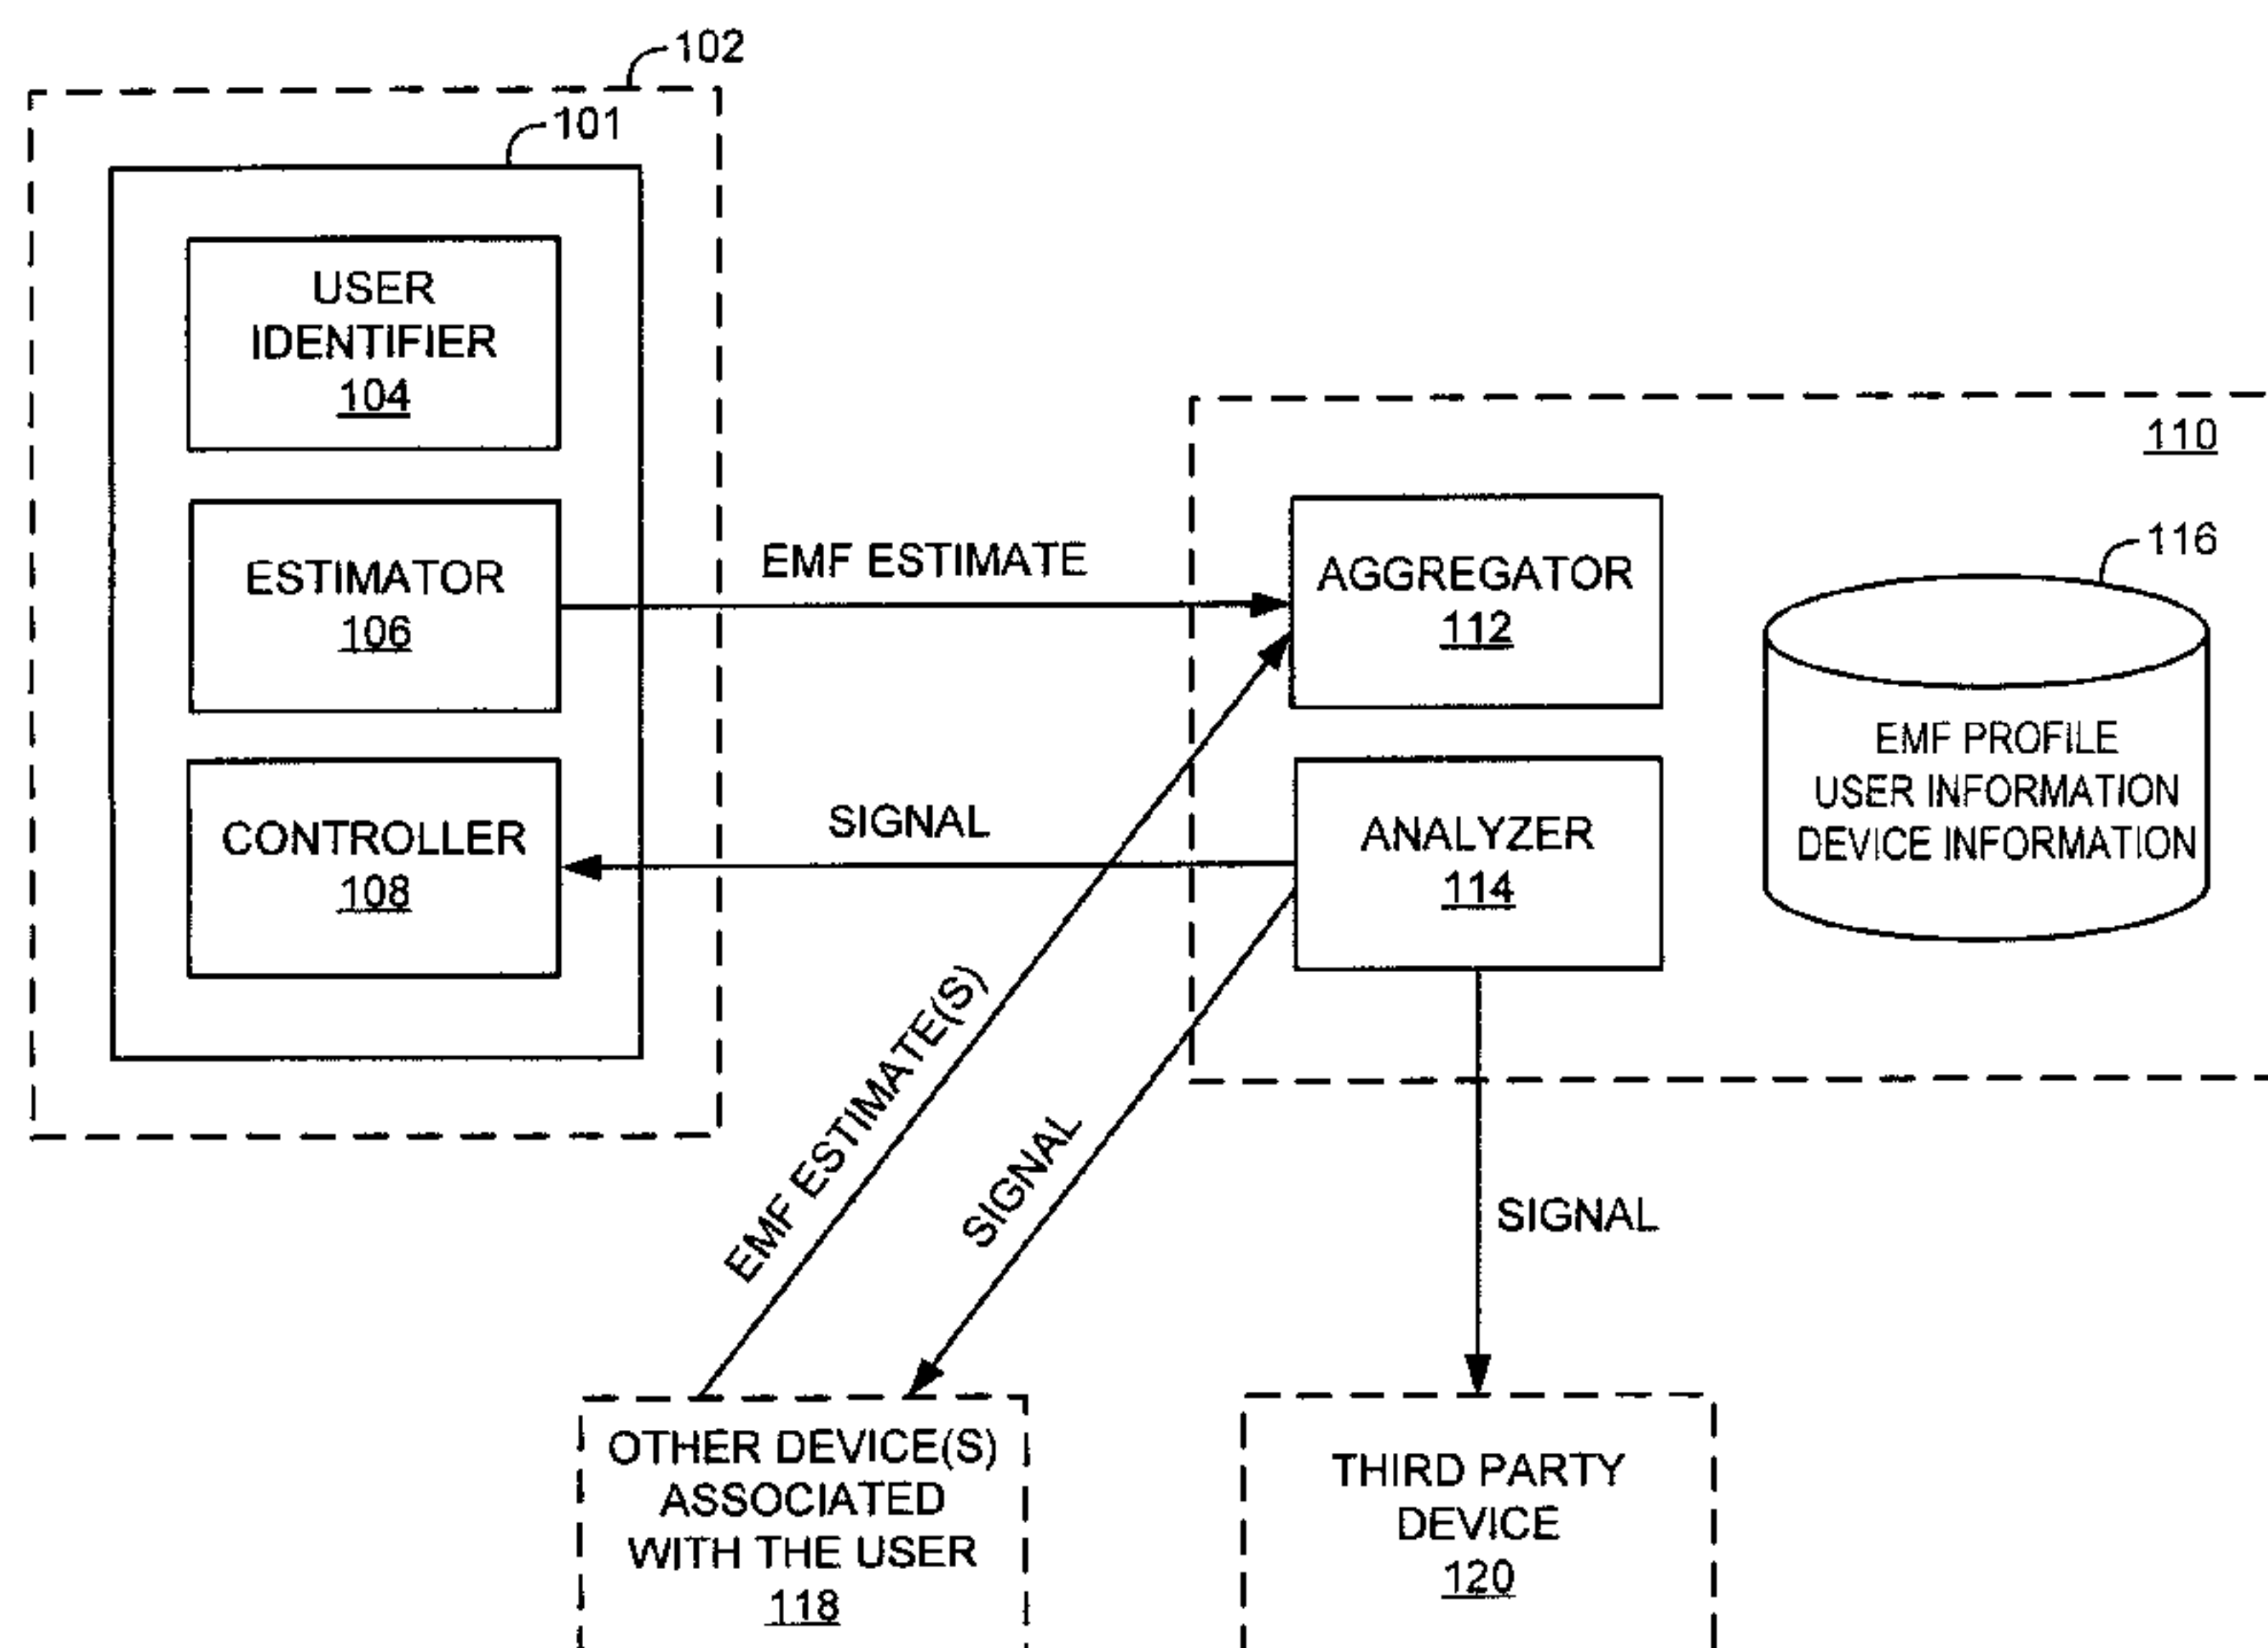 102
101
USER
IDENTIFIER
104
110
ESTIMATOR
106
EMF ESTIMATE
AGGREGATOR
112
116
EMF PROFILE
USER INFORMATION
DEVICE INFORMATION
CONTROLLER
108
SIGNAL
ANALYZER
114
EMF ESTIMATE(S)
SIGNAL
SIGNAL
OTHER DEVICE(S)
ASSOCIATED
WITH THE USER
118
THIRD PARTY
DEVICE
120